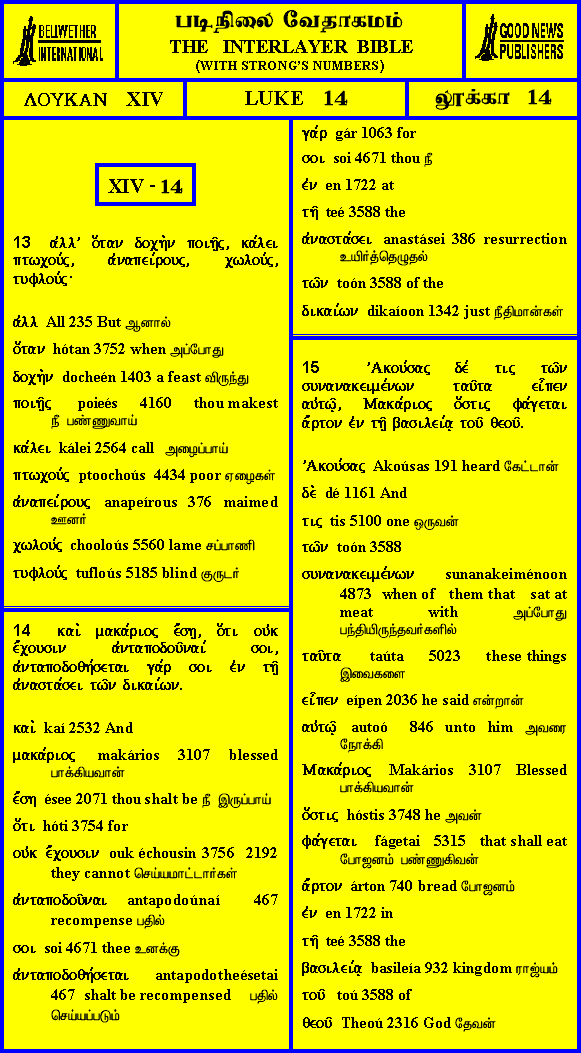 BELLWETHER
INTERNATIONAL
படிநிலை வேதாகமம்
THE INTERLAYER BIBLE
(WITH STRONG'S NUMBERS)
GOOD NEWS
PUBLISHERS
ΛΟΥΚΑΝ XIV
LUKE 14
லூக்கா 14
XIV - 14
13 ἀλλ' ὅταν δοχὴν ποιῇς, κάλει
πτωχούς, ἀναπείρους, χωλούς,
τυφλούς·
ἀλλ All 235 But ஆனால்
ὅταν hótan 3752 when அப்போது
δοχὴν docheén 1403 a feast விருந்து
ποιῇς poieés 4160 thou makest
நீ பண்ணுவாய்
κάλει kálei 2564 call அழைப்பாய்
πτωχούς ptoochoús 4434 poor ஏழைகள்
ἀναπείρους anapeírous 376 maimed
ஊனர்
χωλούς chooloús 5560 lame சப்பாணி
τυφλούς tufloús 5185 blind குருடர்
14 καὶ μακάριος ἔσῃ, ὅτι οὐκ
ἔχουσιν ἀνταποδοῦναί σοι,
ἀνταποδοθήσεται γάρ σοι ἐν τῇ
ἀναστάσει τῶν δικαίων.
καὶ kaí 2532 And
μακάριος makários 3107 blessed
பாக்கியவான்
ἔσῃ ésee 2071 thou shalt be நீ இருப்பாய்
ὅτι hóti 3754 for
οὐκ ἔχουσιν ouk échousin 3756 2192
they cannot செய்யமாட்டார்கள்
ἀνταποδοῦναι antapodoúnaí 467
recompense பதில்
σοι soi 4671 thee உனக்கு
ἀνταποδοθήσεται antapodotheésetai
467 shalt be recompensed பதில்
செய்யப்படும்
γάρ gár 1063 for
σοι soi 4671 thou நீ
ἐν en 1722 at
τῇ teé 3588 the
ἀναστάσει anastásei 386 resurrection
உயிர்த்தெழுதல்
τῶν toón 3588 of the
δικαίων dikaíoon 1342 just நீதிமான்கள்
15 Ἀκούσας δέ τις τῶν
συνανακειμένων ταῦτα εἶπεν
αὐτῷ, Μακάριος ὅστις φάγεται
ἄρτον ἐν τῇ βασιλείᾳ τοῦ θεοῦ.
Ἀκούσας Akoúsas 191 heard கேட்டான்
δὲ dé 1161 And
τις tis 5100 one ஒருவன்
τῶν toón 3588
συνανακειμένων sunanakeiménoon
4873 when of them that sat at
meat with அப்போது
பந்தியிருந்தவர்களில்
ταῦτα taúta 5023 these things
இவைகளை
εἶπεν eípen 2036 he said என்றான்
αὐτῷ autoó 846 unto him அவரை
நோக்கி
Μακάριος Makários 3107 Blessed
பாக்கியவான்
ὅστις hóstis 3748 he அவன்
φάγεται fágetai 5315 that shall eat
போஜனம் பண்ணுகிவன்
ἄρτον árton 740 bread போஜனம்
ἐν en 1722 in
τῇ teé 3588 the
βασιλείᾳ basileía 932 kingdom ராஜ்யம்
τοῦ toú 3588 of
θεοῦ Theoú 2316 God தேவன்